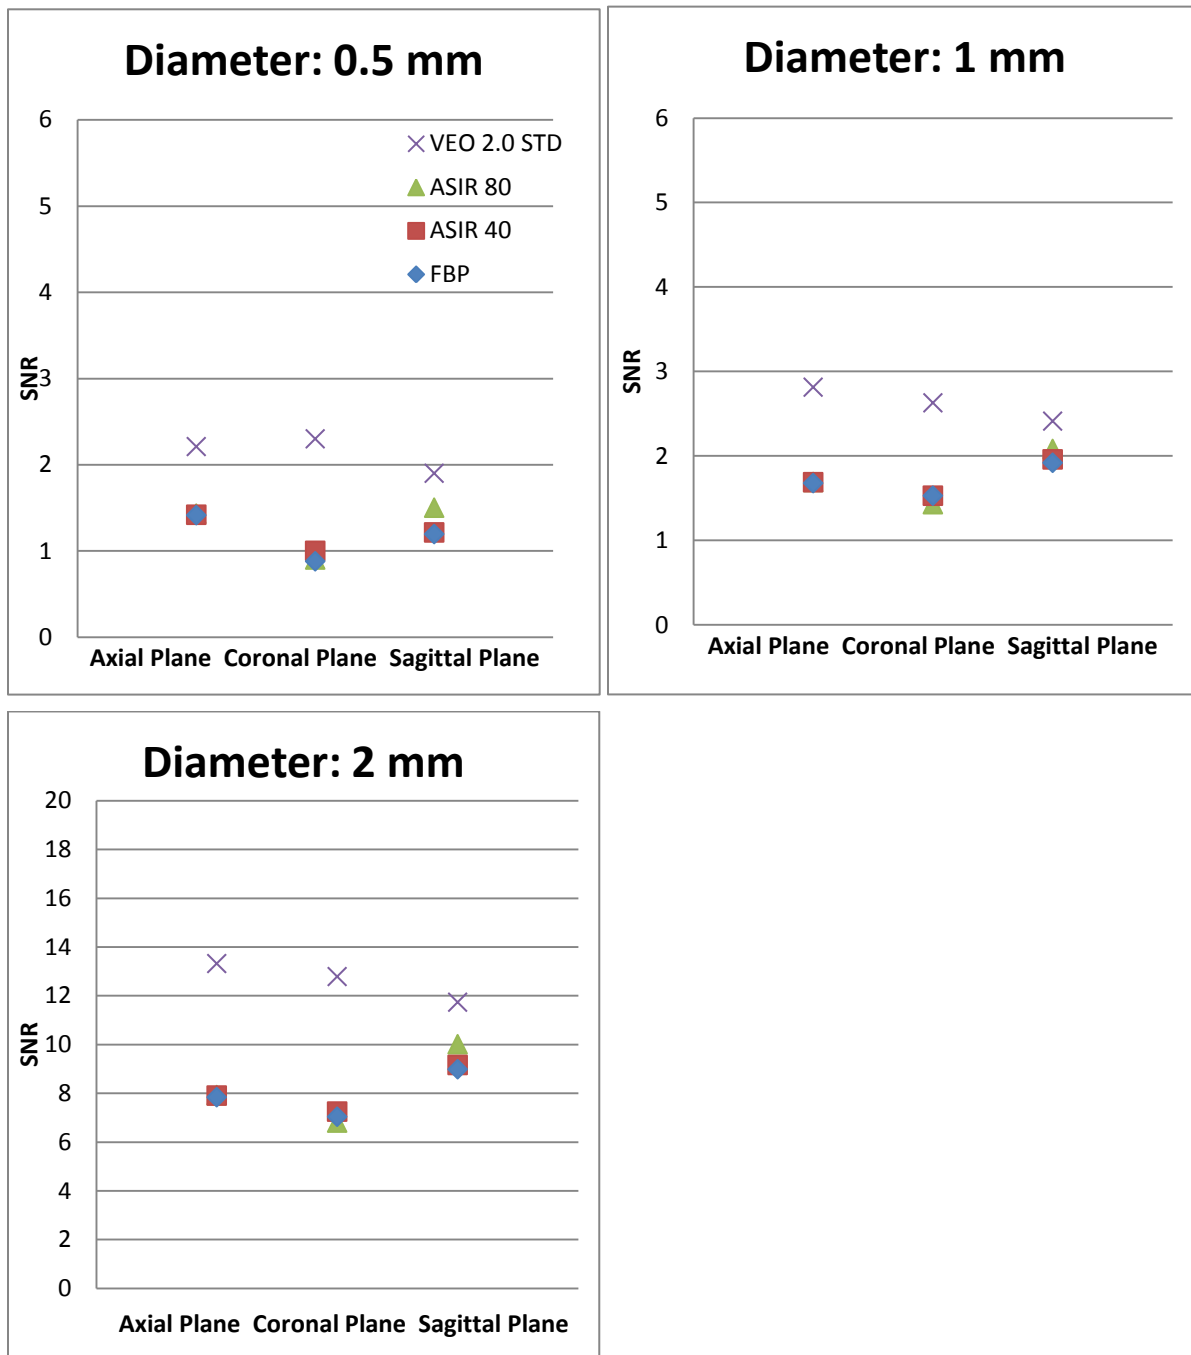 Diameter: 0.5 mm
6
5
4
3
2
1
0
SNR
VEO 2.0 STD
ASIR 80
ASIR 40
FBP
Axial Plane Coronal Plane Sagittal Plane
Diameter: 1 mm
6
5
4
3
2
1
0
SNR
Axial Plane Coronal Plane Sagittal Plane
Diameter: 2 mm
20
18
16
14
12
10
8
6
4
2
0
SNR
Axial Plane Coronal Plane Sagittal Plane